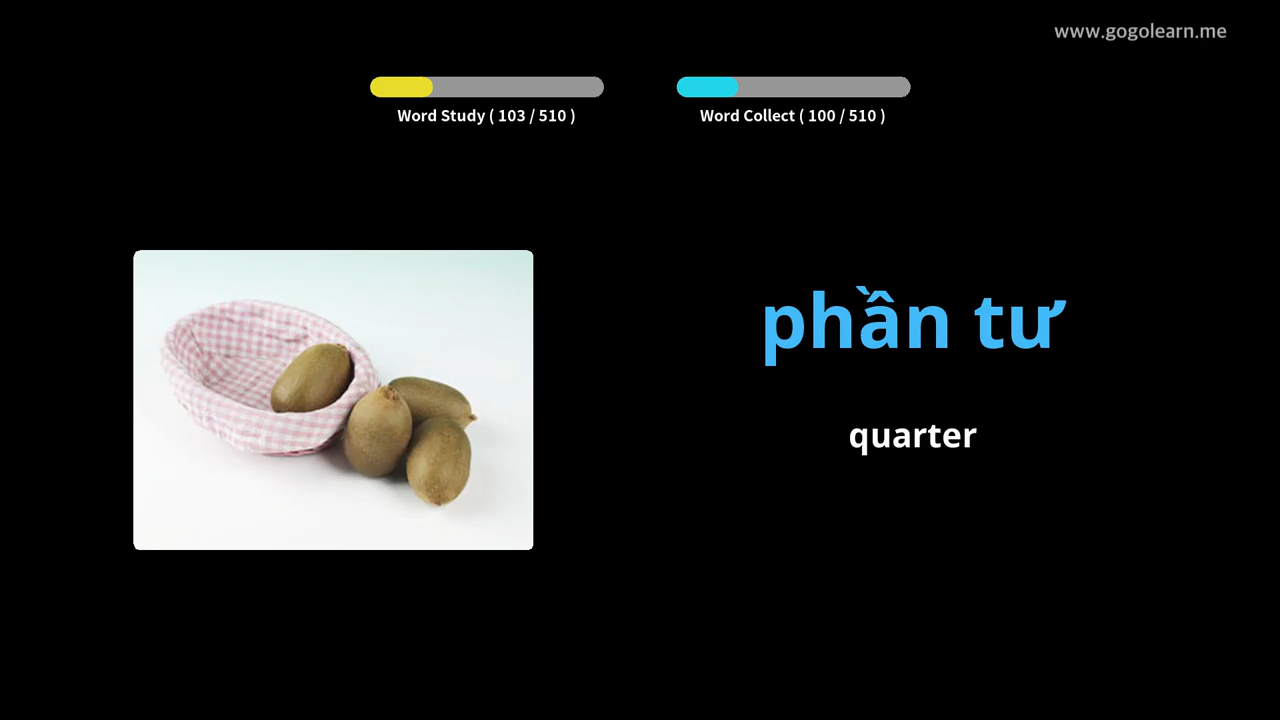 www.gogolearn.me
Word Study ( 103 / 510 )
Word Collect ( 100 / 510 )
phần tư
quarter